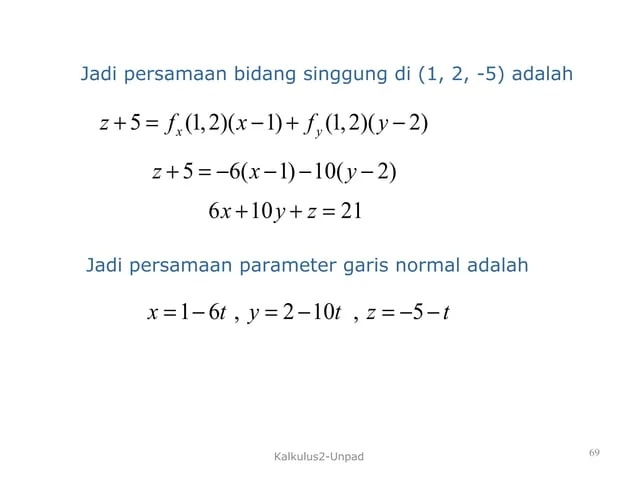 Jadi persamaan bidang singgung di (1, 2, -5) adalah
z + 5 = fₓ(1, 2)(x − 1) + f_y(1, 2)(y − 2)
z + 5 = −6(x − 1) − 10(y − 2)
6x + 10y + z = 21
Jadi persamaan parameter garis normal adalah
x = 1 − 6t , y = 2 − 10t , z = −5 − t
Kalkulus2-Unpad
69